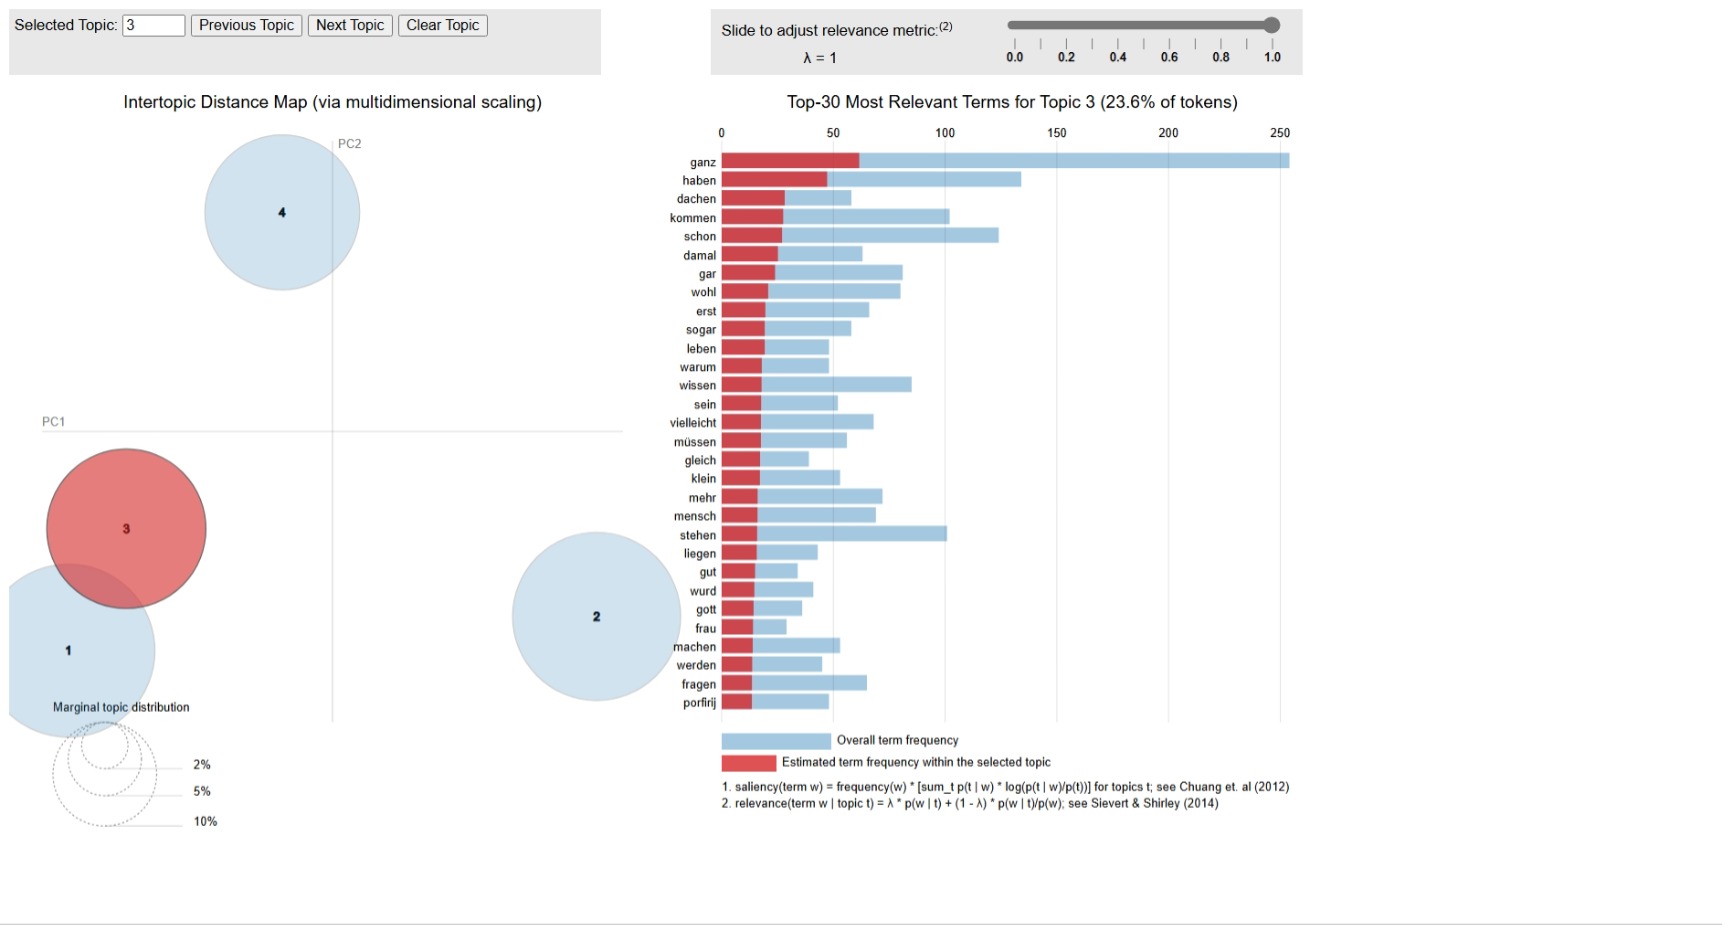 Selected Topic: 3 Previous Topic Next Topic Clear Topic
Slide to adjust relevance metric:(2)
λ = 1
0.0 0.2 0.4 0.6 0.8 1.0
Intertopic Distance Map (via multidimensional scaling)
PC2
4
PC1
3
1
2
Marginal topic distribution
2%
5%
10%
Top-30 Most Relevant Terms for Topic 3 (23.6% of tokens)
0 50 100 150 200 250
ganz
haben
dachen
kommen
schon
damal
gar
wohl
erst
sogar
leben
warum
wissen
sein
vielleicht
müssen
gleich
klein
mehr
mensch
stehen
liegen
gut
wurd
gott
frau
machen
werden
fragen
porfirij
Overall term frequency
Estimated term frequency within the selected topic
1. saliency(term w) = frequency(w) * [sum_t p(t | w) * log(p(t | w)/p(t))] for topics t; see Chuang et. al (2012)
2. relevance(term w | topic t) = λ * p(w | t) + (1 - λ) * p(w | t)/p(w); see Sievert & Shirley (2014)